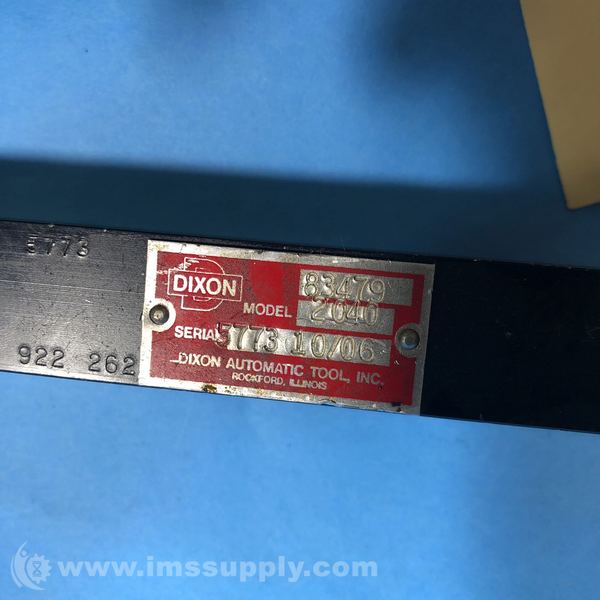 5773
922 262
DIXON
83479
MODEL 2040
SERIAL 5773 10/06
DIXON AUTOMATIC TOOL, INC.
ROCKFORD, ILLINOIS
www.imssupply.com